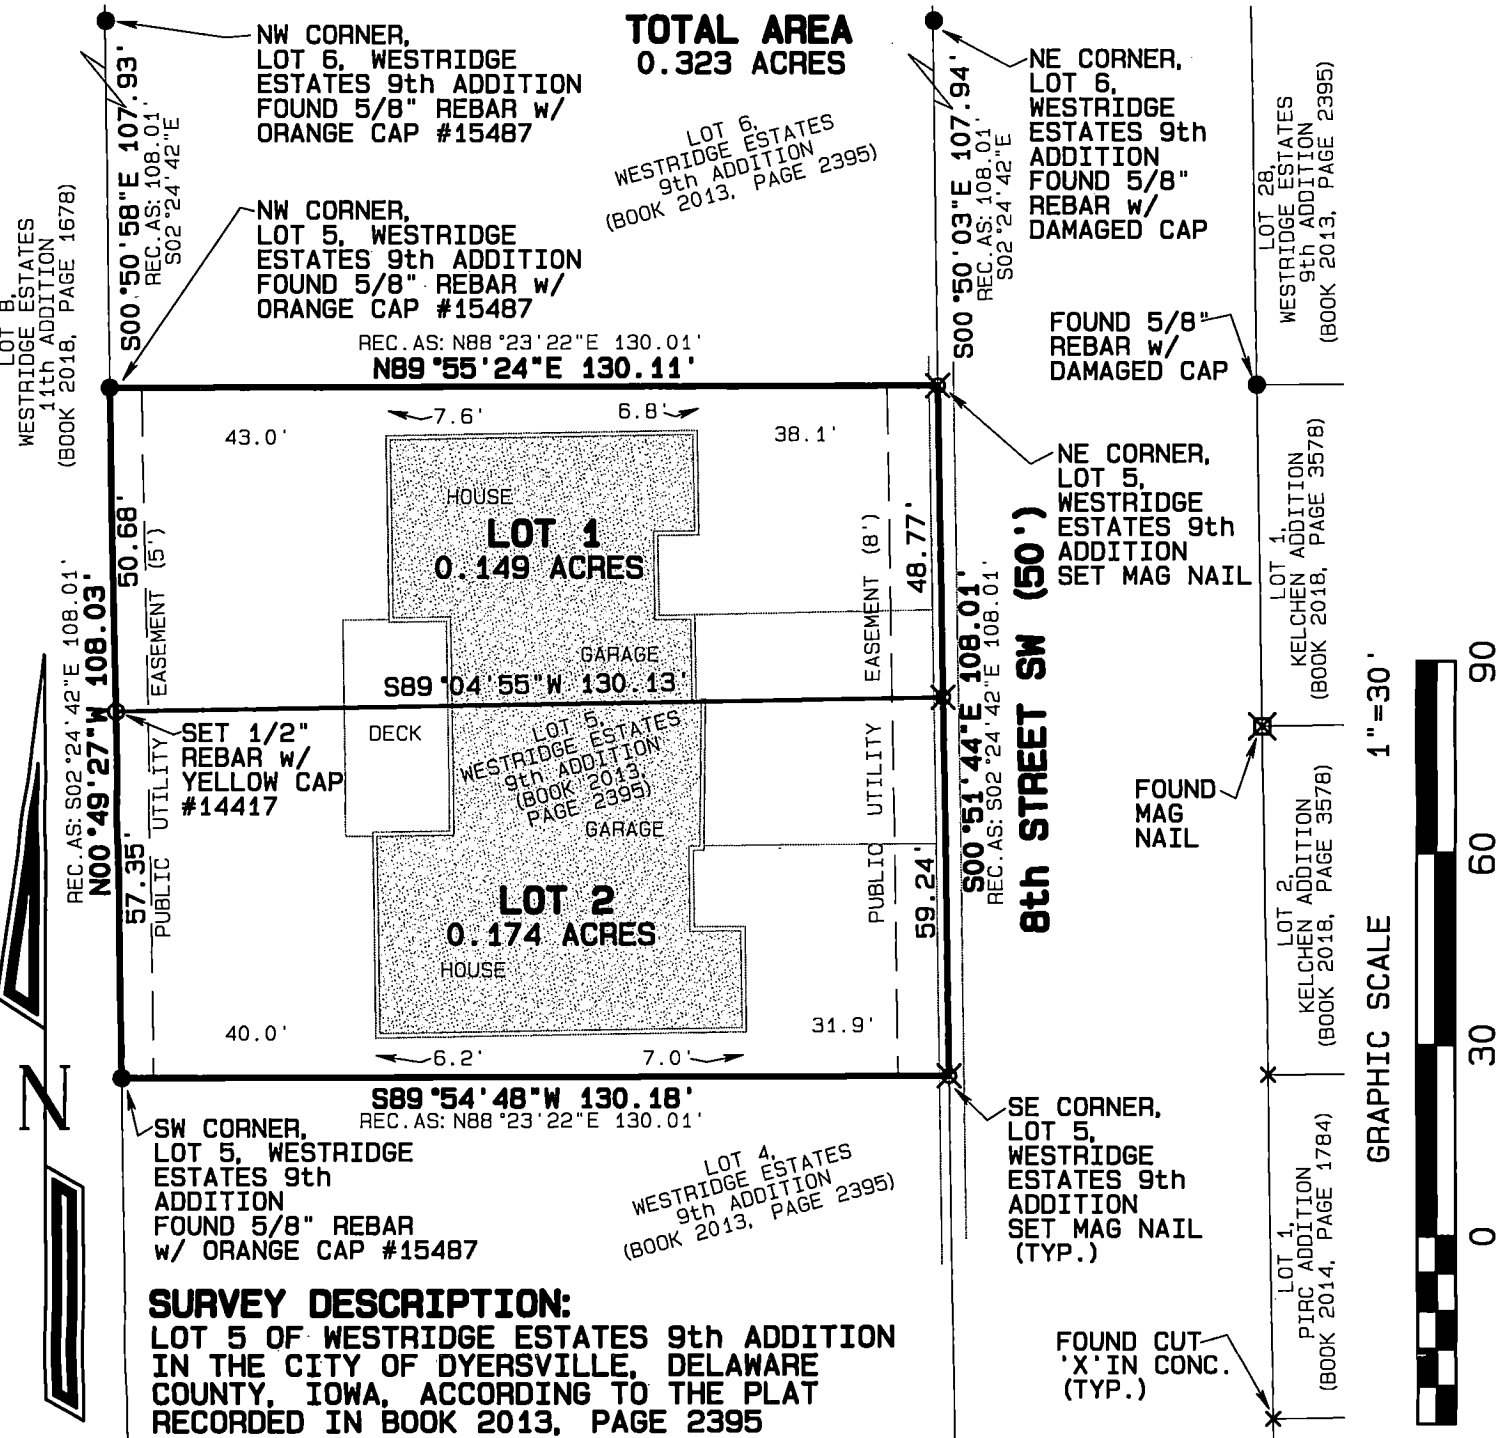 TOTAL AREA
0.323 ACRES
NW CORNER,
LOT 6, WESTRIDGE
ESTATES 9th ADDITION
FOUND 5/8" REBAR w/
ORANGE CAP #15487
S00°50'58"E 107.93'
REC.AS: 108.01'
S02°24'42"E
NW CORNER,
LOT 5, WESTRIDGE
ESTATES 9th ADDITION
FOUND 5/8" REBAR w/
ORANGE CAP #15487
LOT 6,
WESTRIDGE ESTATES
9th ADDITION
(BOOK 2013, PAGE 2395)
S00°50'03"E 107.94'
REC.AS: 108.01'
S02°24'42"E
NE CORNER,
LOT 6,
WESTRIDGE
ESTATES 9th
ADDITION
FOUND 5/8"
REBAR w/
DAMAGED CAP
LOT 28,
WESTRIDGE ESTATES
9th ADDITION
(BOOK 2013, PAGE 2395)
LOT B,
WESTRIDGE ESTATES
11th ADDITION
(BOOK 2018, PAGE 1678)
FOUND 5/8"
REBAR w/
DAMAGED CAP
REC.AS: N88°23'22"E 130.01'
N89°55'24"E 130.11'
7.6'
6.8'
43.0'
38.1'
NE CORNER,
LOT 5,
WESTRIDGE
ESTATES 9th
ADDITION
SET MAG NAIL
LOT 1,
KELCHEN ADDITION
(BOOK 2018, PAGE 3578)
HOUSE
LOT 1
0.149 ACRES
50.68'
48.77'
PUBLIC UTILITY EASEMENT (5')
PUBLIC UTILITY EASEMENT (8')
REC.AS: S02°24'42"E 108.01'
N00°49'27"W 108.03'
S00°51'44"E 108.01'
REC.AS: S02°24'42"E 108.01'
8th STREET SW (50')
GARAGE
S89°04'55"W 130.13'
DECK
SET 1/2"
REBAR w/
YELLOW CAP
#14417
LOT 5,
WESTRIDGE ESTATES
9th ADDITION
(BOOK 2013,
PAGE 2395)
GARAGE
FOUND
MAG
NAIL
57.35'
59.24'
LOT 2
0.174 ACRES
HOUSE
40.0'
31.9'
6.2'
7.0'
LOT 2,
KELCHEN ADDITION
(BOOK 2018, PAGE 3578)
S89°54'48"W 130.18'
REC.AS: N88°23'22"E 130.01'
N
SW CORNER,
LOT 5, WESTRIDGE
ESTATES 9th
ADDITION
FOUND 5/8" REBAR
w/ ORANGE CAP #15487
LOT 4,
WESTRIDGE ESTATES
9th ADDITION
(BOOK 2013, PAGE 2395)
SE CORNER,
LOT 5,
WESTRIDGE
ESTATES 9th
ADDITION
SET MAG NAIL
(TYP.)
LOT 1,
PIRC ADDITION
(BOOK 2014, PAGE 1784)
FOUND CUT
'X' IN CONC.
(TYP.)
GRAPHIC SCALE 1"=30'
0 30 60 90
SURVEY DESCRIPTION:
LOT 5 OF WESTRIDGE ESTATES 9th ADDITION
IN THE CITY OF DYERSVILLE, DELAWARE
COUNTY, IOWA, ACCORDING TO THE PLAT
RECORDED IN BOOK 2013, PAGE 2395